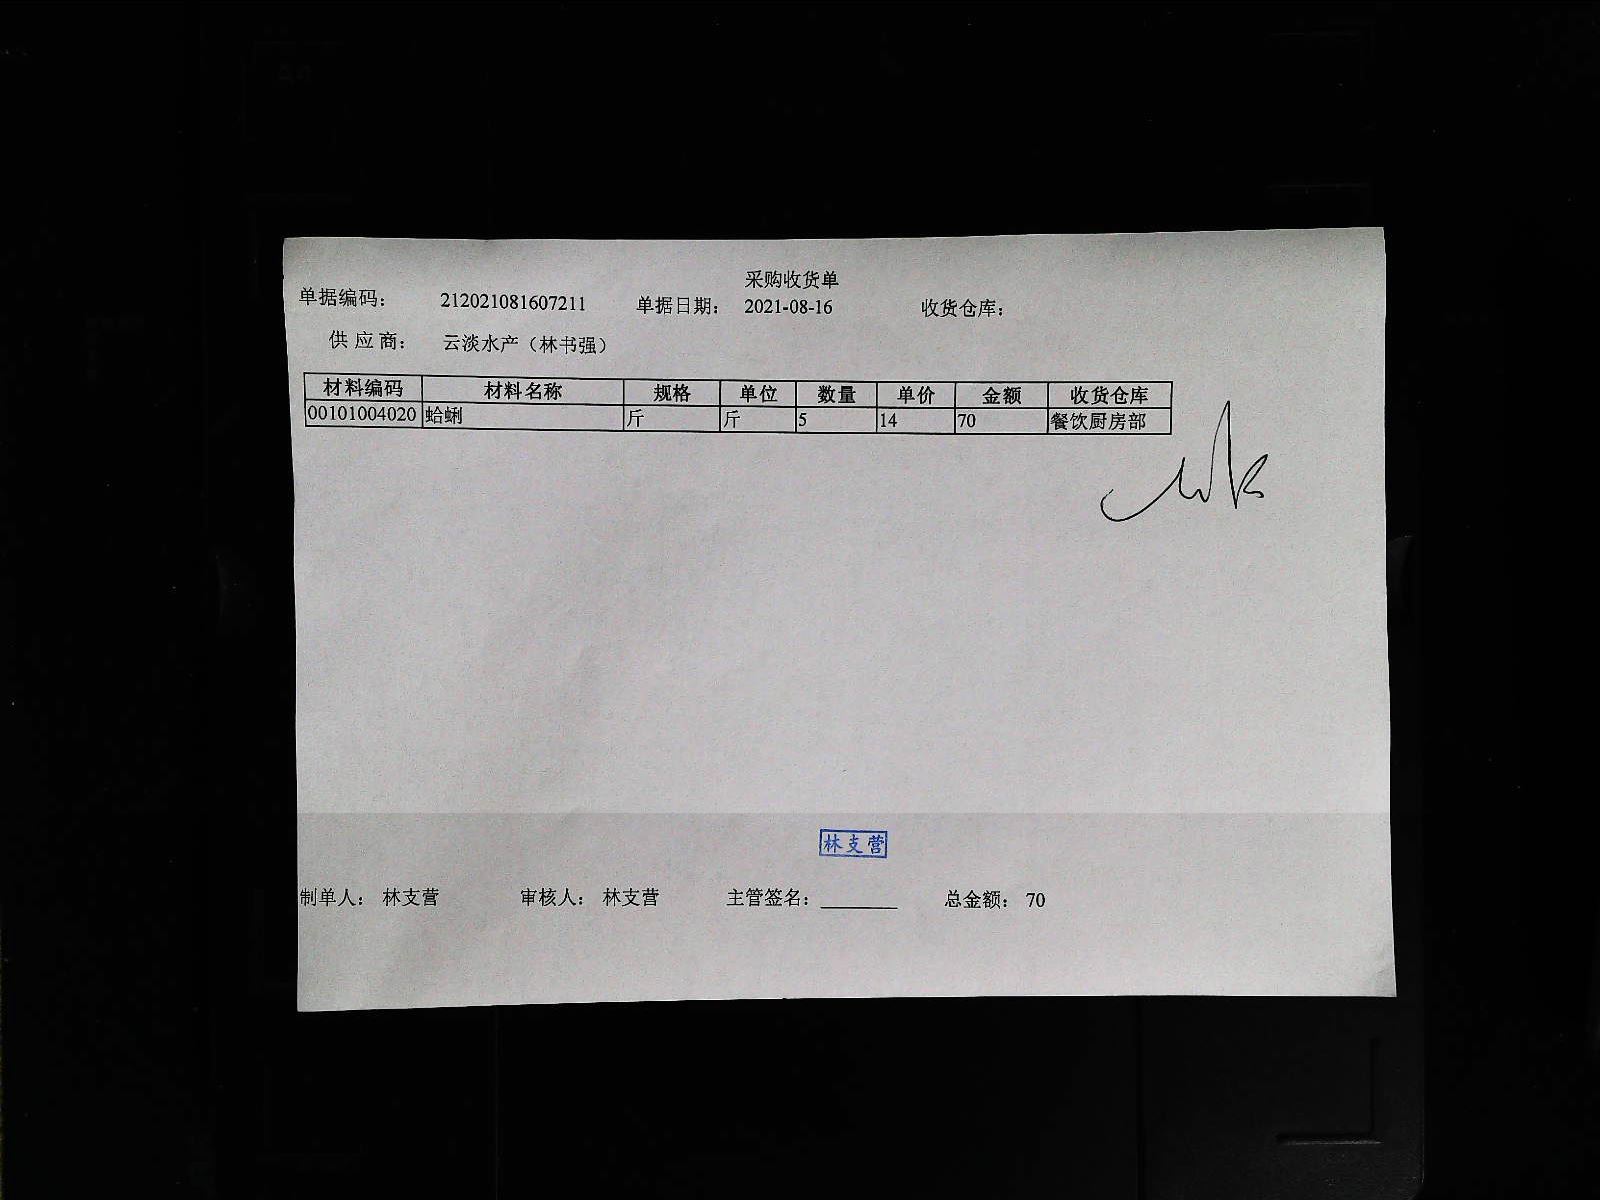 采购收货单
单据编码： 212021081607211 单据日期： 2021-08-16 收货仓库：
供 应 商： 云淡水产（林书强）
材料编码 材料名称 规格 单位 数量 单价 金额 收货仓库
00101004020 蛤蜊 斤 斤 5 14 70 餐饮厨房部
林支营
制单人： 林支营 审核人： 林支营 主管签名： 总金额： 70